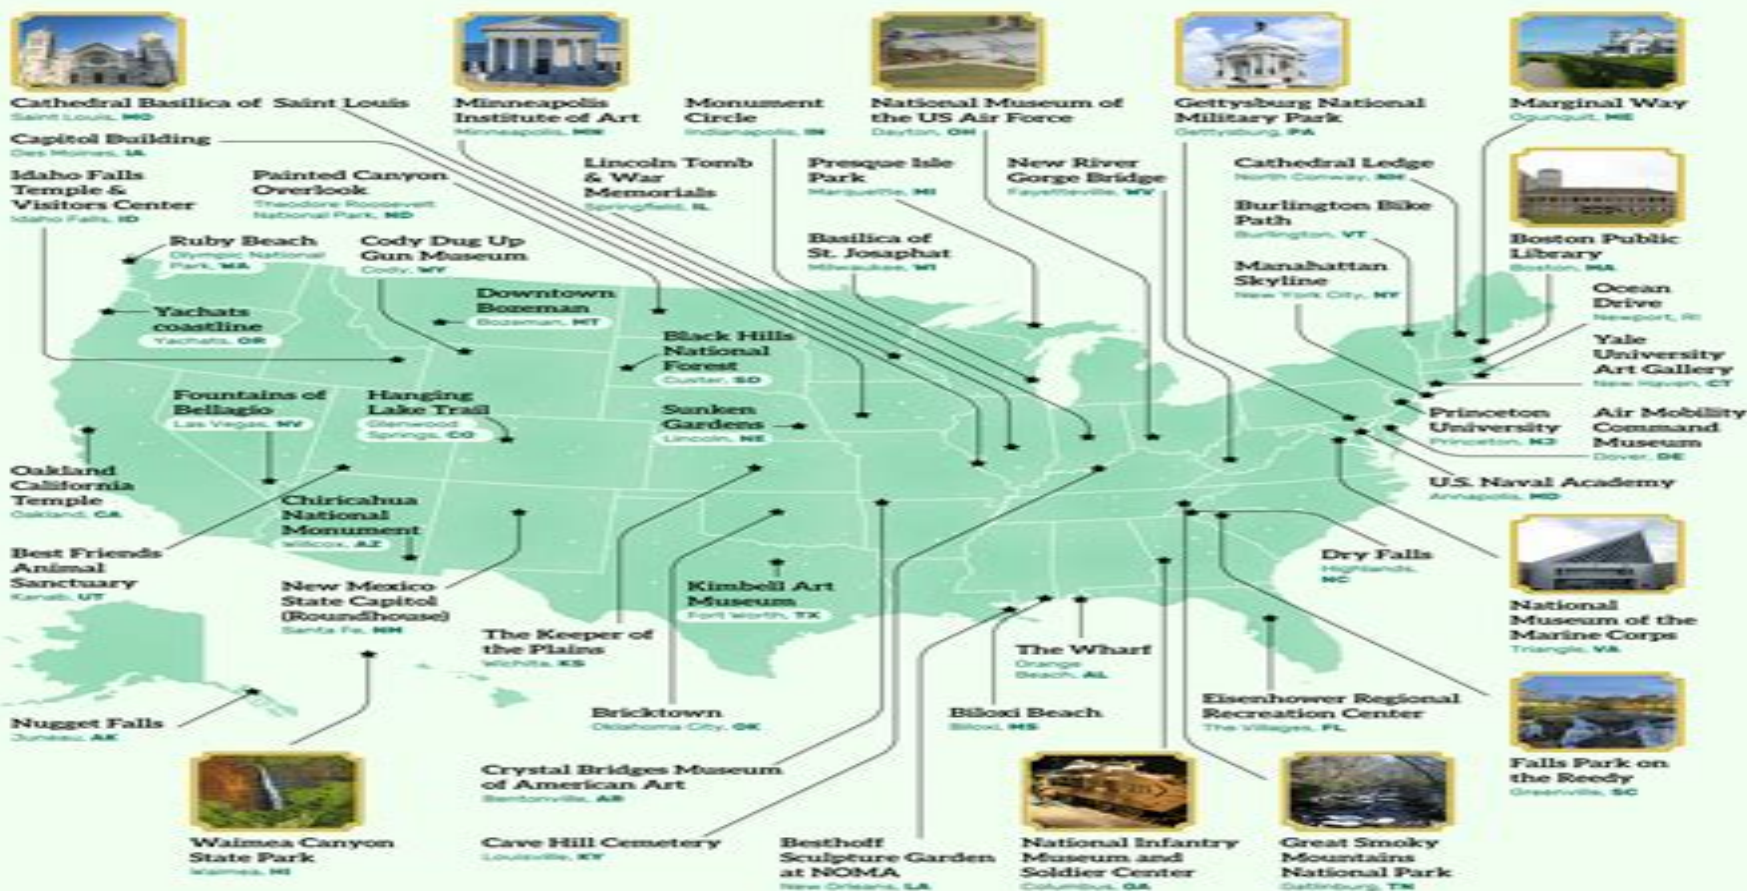 Cathedral Basilica of Saint Louis
Saint Louis, MO
Capitol Building
Des Moines, IA
Idaho Falls
Temple &
Visitors Center
Idaho Falls, ID
Painted Canyon
Overlook
Theodore Roosevelt
National Park, ND
Minneapolis
Institute of Art
Minneapolis, MN
Lincoln Tomb
& War
Memorials
Springfield, IL
Monument
Circle
Indianapolis, IN
National Museum of
the US Air Force
Dayton, OH
Presque Isle
Park
Marquette, MI
New River
Gorge Bridge
Fayetteville, WV
Basilica of
St. Josaphat
Milwaukee, WI
Gettysburg National
Military Park
Gettysburg, PA
Cathedral Ledge
North Conway, NH
Burlington Bike
Path
Burlington, VT
Manahattan
Skyline
New York City, NY
Marginal Way
Ogunquit, ME
Boston Public
Library
Boston, MA
Ocean
Drive
Newport, RI
Yale
University
Art Gallery
New Haven, CT
Ruby Beach
Olympic National
Park, WA
Cody Dug Up
Gun Museum
Cody, WY
Yachats
coastline
Yachats, OR
Downtown
Bozeman
Bozeman, MT
Black Hills
National
Forest
Custer, SD
Fountains of
Bellagio
Las Vegas, NV
Hanging
Lake Trail
Glenwood
Springs, CO
Sunken
Gardens
Lincoln, NE
Princeton
University
Princeton, NJ
Air Mobility
Command
Museum
Dover, DE
U.S. Naval Academy
Annapolis, MD
Oakland
California
Temple
Oakland, CA
Chiricahua
National
Monument
Willcox, AZ
Best Friends
Animal
Sanctuary
Kanab, UT
New Mexico
State Capitol
(Roundhouse)
Santa Fe, NM
Kimbell Art
Museum
Fort Worth, TX
Dry Falls
Highlands,
NC
The Keeper of
the Plains
Wichita, KS
The Wharf
Orange
Beach, AL
National
Museum of the
Marine Corps
Triangle, VA
Nugget Falls
Juneau, AK
Bricktown
Oklahoma City, OK
Biloxi Beach
Biloxi, MS
Eisenhower Regional
Recreation Center
The Villages, FL
Crystal Bridges Museum
of American Art
Bentonville, AR
Falls Park on
the Reedy
Greenville, SC
Waimea Canyon
State Park
Waimea, HI
Cave Hill Cemetery
Louisville, KY
Besthoff
Sculpture Garden
at NOMA
New Orleans, LA
National Infantry
Museum and
Soldier Center
Columbus, GA
Great Smoky
Mountains
National Park
Gatlinburg, TN